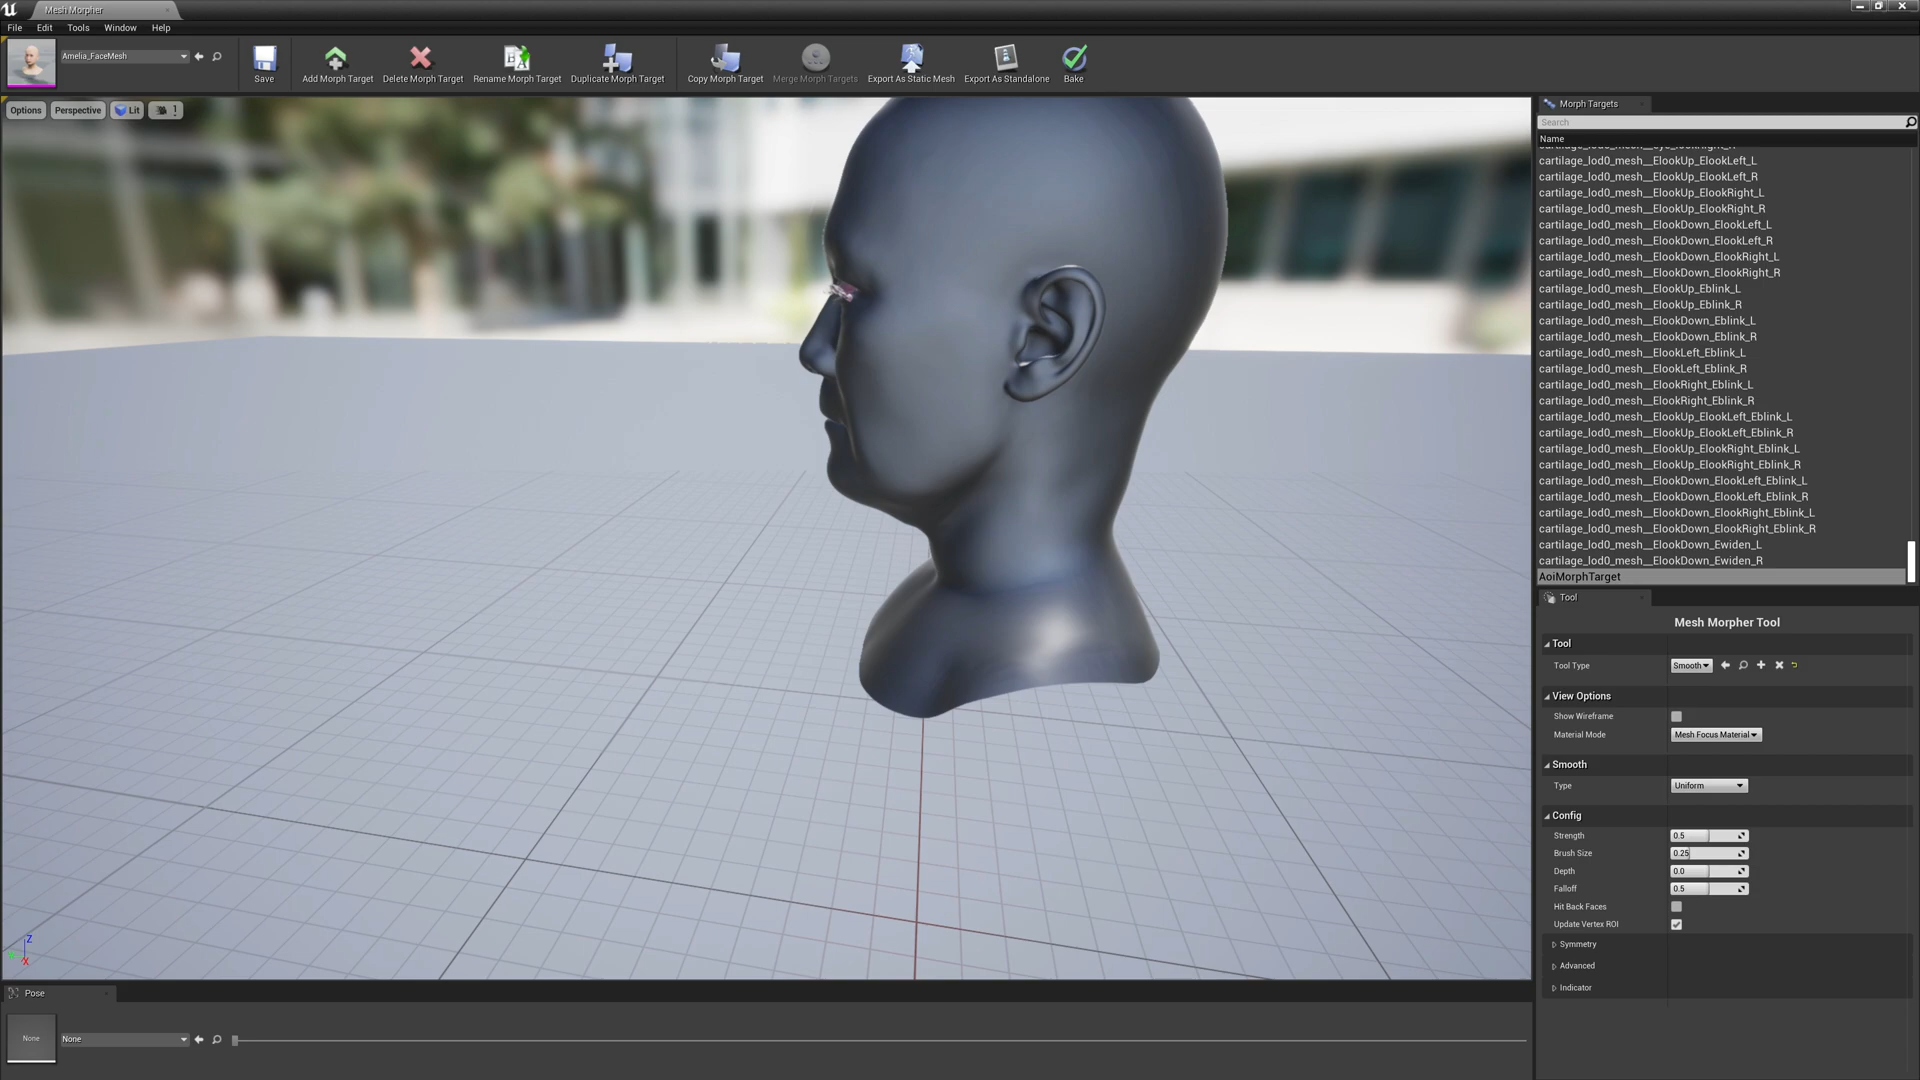 Mesh Morpher
File Edit Tools Window Help
Amelia_FaceMesh
Save
Add Morph Target
Delete Morph Target
Rename Morph Target
Duplicate Morph Target
Copy Morph Target
Merge Morph Targets
Export As Static Mesh
Export As Standalone
Bake
Options Perspective Lit 1
Z
X
Pose
None
None
Morph Targets
Search
Name
cartilage_lod0_mesh__ElookUp_ElookLeft_L
cartilage_lod0_mesh__ElookUp_ElookLeft_R
cartilage_lod0_mesh__ElookUp_ElookRight_L
cartilage_lod0_mesh__ElookUp_ElookRight_R
cartilage_lod0_mesh__ElookDown_ElookLeft_L
cartilage_lod0_mesh__ElookDown_ElookLeft_R
cartilage_lod0_mesh__ElookDown_ElookRight_L
cartilage_lod0_mesh__ElookDown_ElookRight_R
cartilage_lod0_mesh__ElookUp_Eblink_L
cartilage_lod0_mesh__ElookUp_Eblink_R
cartilage_lod0_mesh__ElookDown_Eblink_L
cartilage_lod0_mesh__ElookDown_Eblink_R
cartilage_lod0_mesh__ElookLeft_Eblink_L
cartilage_lod0_mesh__ElookLeft_Eblink_R
cartilage_lod0_mesh__ElookRight_Eblink_L
cartilage_lod0_mesh__ElookRight_Eblink_R
cartilage_lod0_mesh__ElookUp_ElookLeft_Eblink_L
cartilage_lod0_mesh__ElookUp_ElookLeft_Eblink_R
cartilage_lod0_mesh__ElookUp_ElookRight_Eblink_L
cartilage_lod0_mesh__ElookUp_ElookRight_Eblink_R
cartilage_lod0_mesh__ElookDown_ElookLeft_Eblink_L
cartilage_lod0_mesh__ElookDown_ElookLeft_Eblink_R
cartilage_lod0_mesh__ElookDown_ElookRight_Eblink_L
cartilage_lod0_mesh__ElookDown_ElookRight_Eblink_R
cartilage_lod0_mesh__ElookDown_Ewiden_L
cartilage_lod0_mesh__ElookDown_Ewiden_R
AoiMorphTarget
Tool
Mesh Morpher Tool
Tool
Tool Type Smooth
View Options
Show Wireframe
Material Mode Mesh Focus Material
Smooth
Type Uniform
Config
Strength 0.5
Brush Size 0.25
Depth 0.0
Falloff 0.5
Hit Back Faces
Update Vertex ROI
Symmetry
Advanced
Indicator